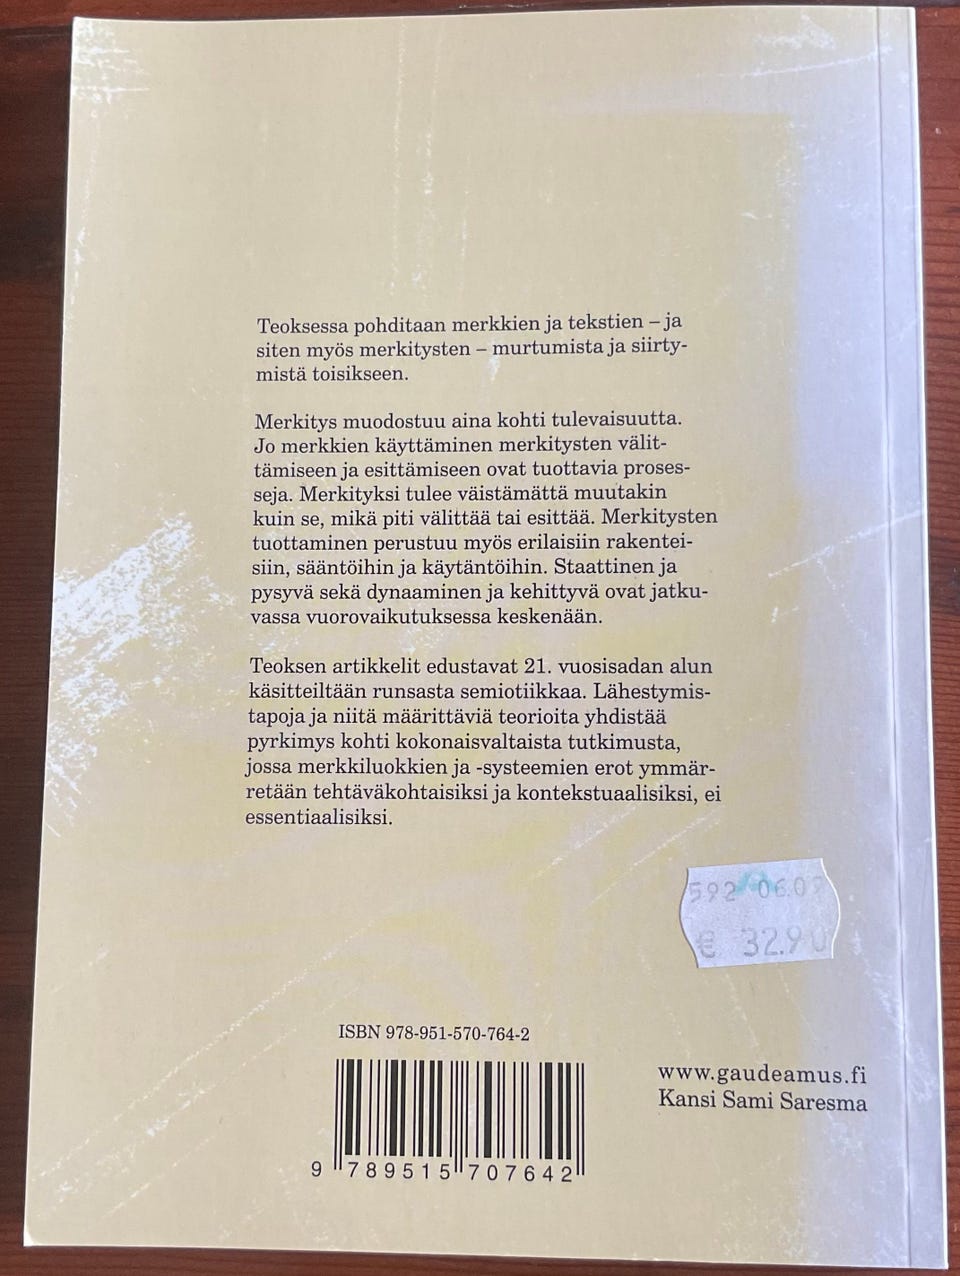 Teoksessa pohditaan merkkien ja tekstien – ja
siten myös merkitysten – murtumista ja siirty-
mistä toisikseen.
Merkitys muodostuu aina kohti tulevaisuutta.
Jo merkkien käyttäminen merkitysten välit-
tämiseen ja esittämiseen ovat tuottavia proses-
seja. Merkityksi tulee väistämättä muutakin
kuin se, mikä piti välittää tai esittää. Merkitysten
tuottaminen perustuu myös erilaisiin rakentei-
siin, sääntöihin ja käytäntöihin. Staattinen ja
pysyvä sekä dynaaminen ja kehittyvä ovat jatku-
vassa vuorovaikutuksessa keskenään.
Teoksen artikkelit edustavat 21. vuosisadan alun
käsitteiltään runsasta semiotiikkaa. Lähestymis-
tapoja ja niitä määrittäviä teorioita yhdistää
pyrkimys kohti kokonaisvaltaista tutkimusta,
jossa merkkiluokkien ja -systeemien erot ymmär-
retään tehtäväkohtaisiksi ja kontekstuaalisiksi, ei
essentiaalisiksi.
592
€ 32.90
ISBN 978-951-570-764-2
9 789515 707642
www.gaudeamus.fi
Kansi Sami Saresma